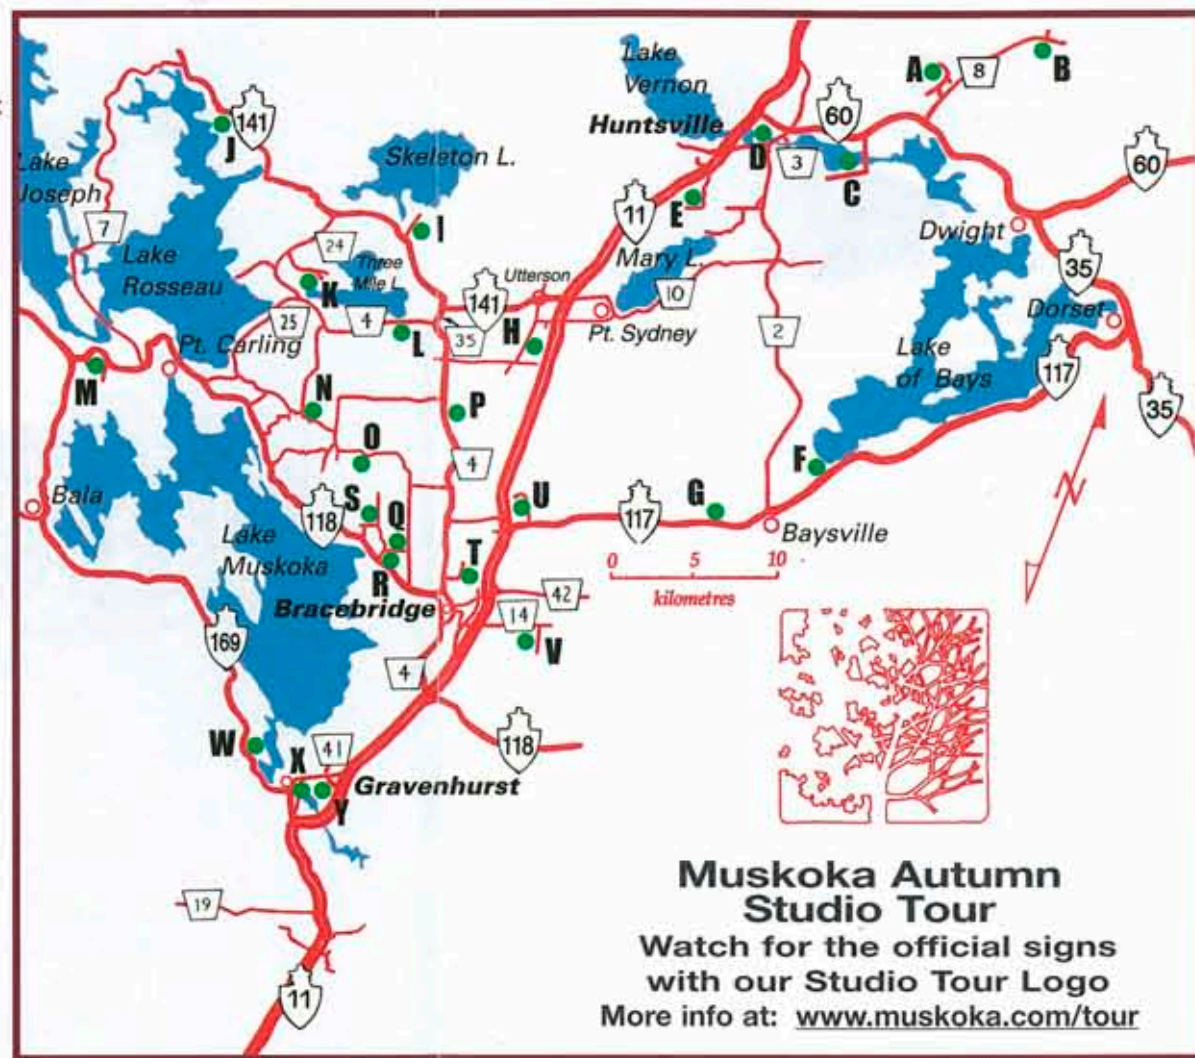 Lake
Vernon
A
8
B
141
J
60
Huntsville
D
3
C
60
Skeleton L.
Lake
Joseph
7
I
E
11
Dwight
24
Lake
Rosseau
Three
Mile L.
K
Mary L.
10
35
Utterson
141
25
4
L
35
H
Pt. Sydney
2
Dorset
Pt. Carling
Lake
of Bays
117
M
N
P
35
O
4
F
N
Bala
S
Q
118
U
117
G
Baysville
Lake
Muskoka
R
T
0 5 10
kilometres
Bracebridge
42
14
169
4
V
118
W
X
41
Gravenhurst
Y
19
11
Muskoka Autumn
Studio Tour
Watch for the official signs
with our Studio Tour Logo
More info at: www.muskoka.com/tour